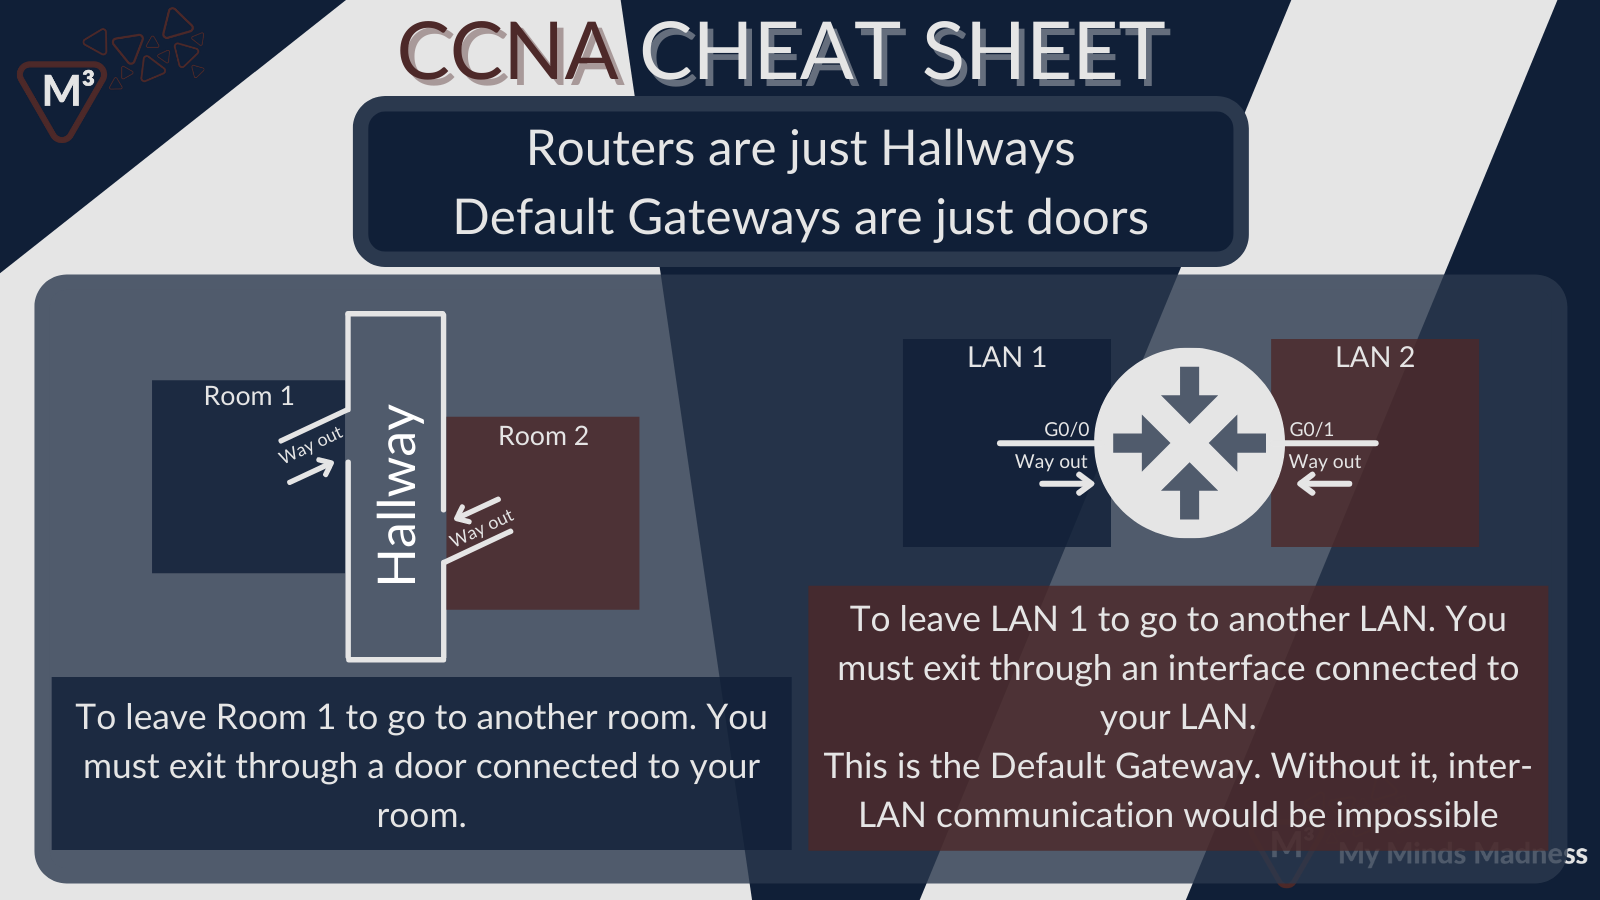 M³
CCNA CHEAT SHEET
Routers are just Hallways
Default Gateways are just doors
Room 1
Way out
Hallway
Room 2
Way out
To leave Room 1 to go to another room. You
must exit through a door connected to your
room.
LAN 1
LAN 2
G0/0
G0/1
Way out
Way out
To leave LAN 1 to go to another LAN. You
must exit through an interface connected to
your LAN.
This is the Default Gateway. Without it, inter-
LAN communication would be impossible
M³
My Minds Madness